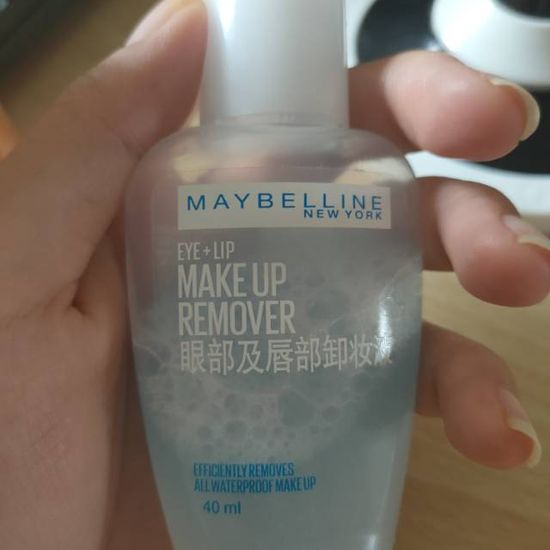 MAYBELLINE
NEW YORK
EYE + LIP
MAKE UP
REMOVER
眼部及唇部卸妆液
EFFICIENTLY REMOVES
ALL WATERPROOF MAKE UP
40 ml